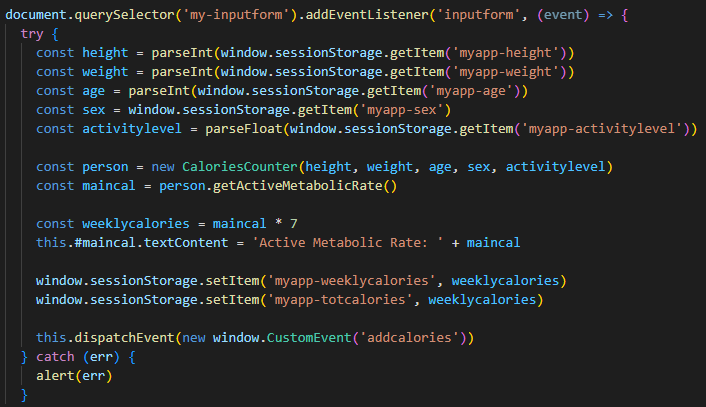 document.querySelector('my-inputform').addEventListener('inputform', (event) => {
try {
const height = parseInt(window.sessionStorage.getItem('myapp-height'))
const weight = parseInt(window.sessionStorage.getItem('myapp-weight'))
const age = parseInt(window.sessionStorage.getItem('myapp-age'))
const sex = window.sessionStorage.getItem('myapp-sex')
const activitylevel = parseFloat(window.sessionStorage.getItem('myapp-activitylevel'))
const person = new CaloriesCounter(height, weight, age, sex, activitylevel)
const maincal = person.getActiveMetabolicRate()
const weeklycalories = maincal * 7
this.#maincal.textContent = 'Active Metabolic Rate: ' + maincal
window.sessionStorage.setItem('myapp-weeklycalories', weeklycalories)
window.sessionStorage.setItem('myapp-totcalories', weeklycalories)
this.dispatchEvent(new window.CustomEvent('addcalories'))
} catch (err) {
alert(err)
}